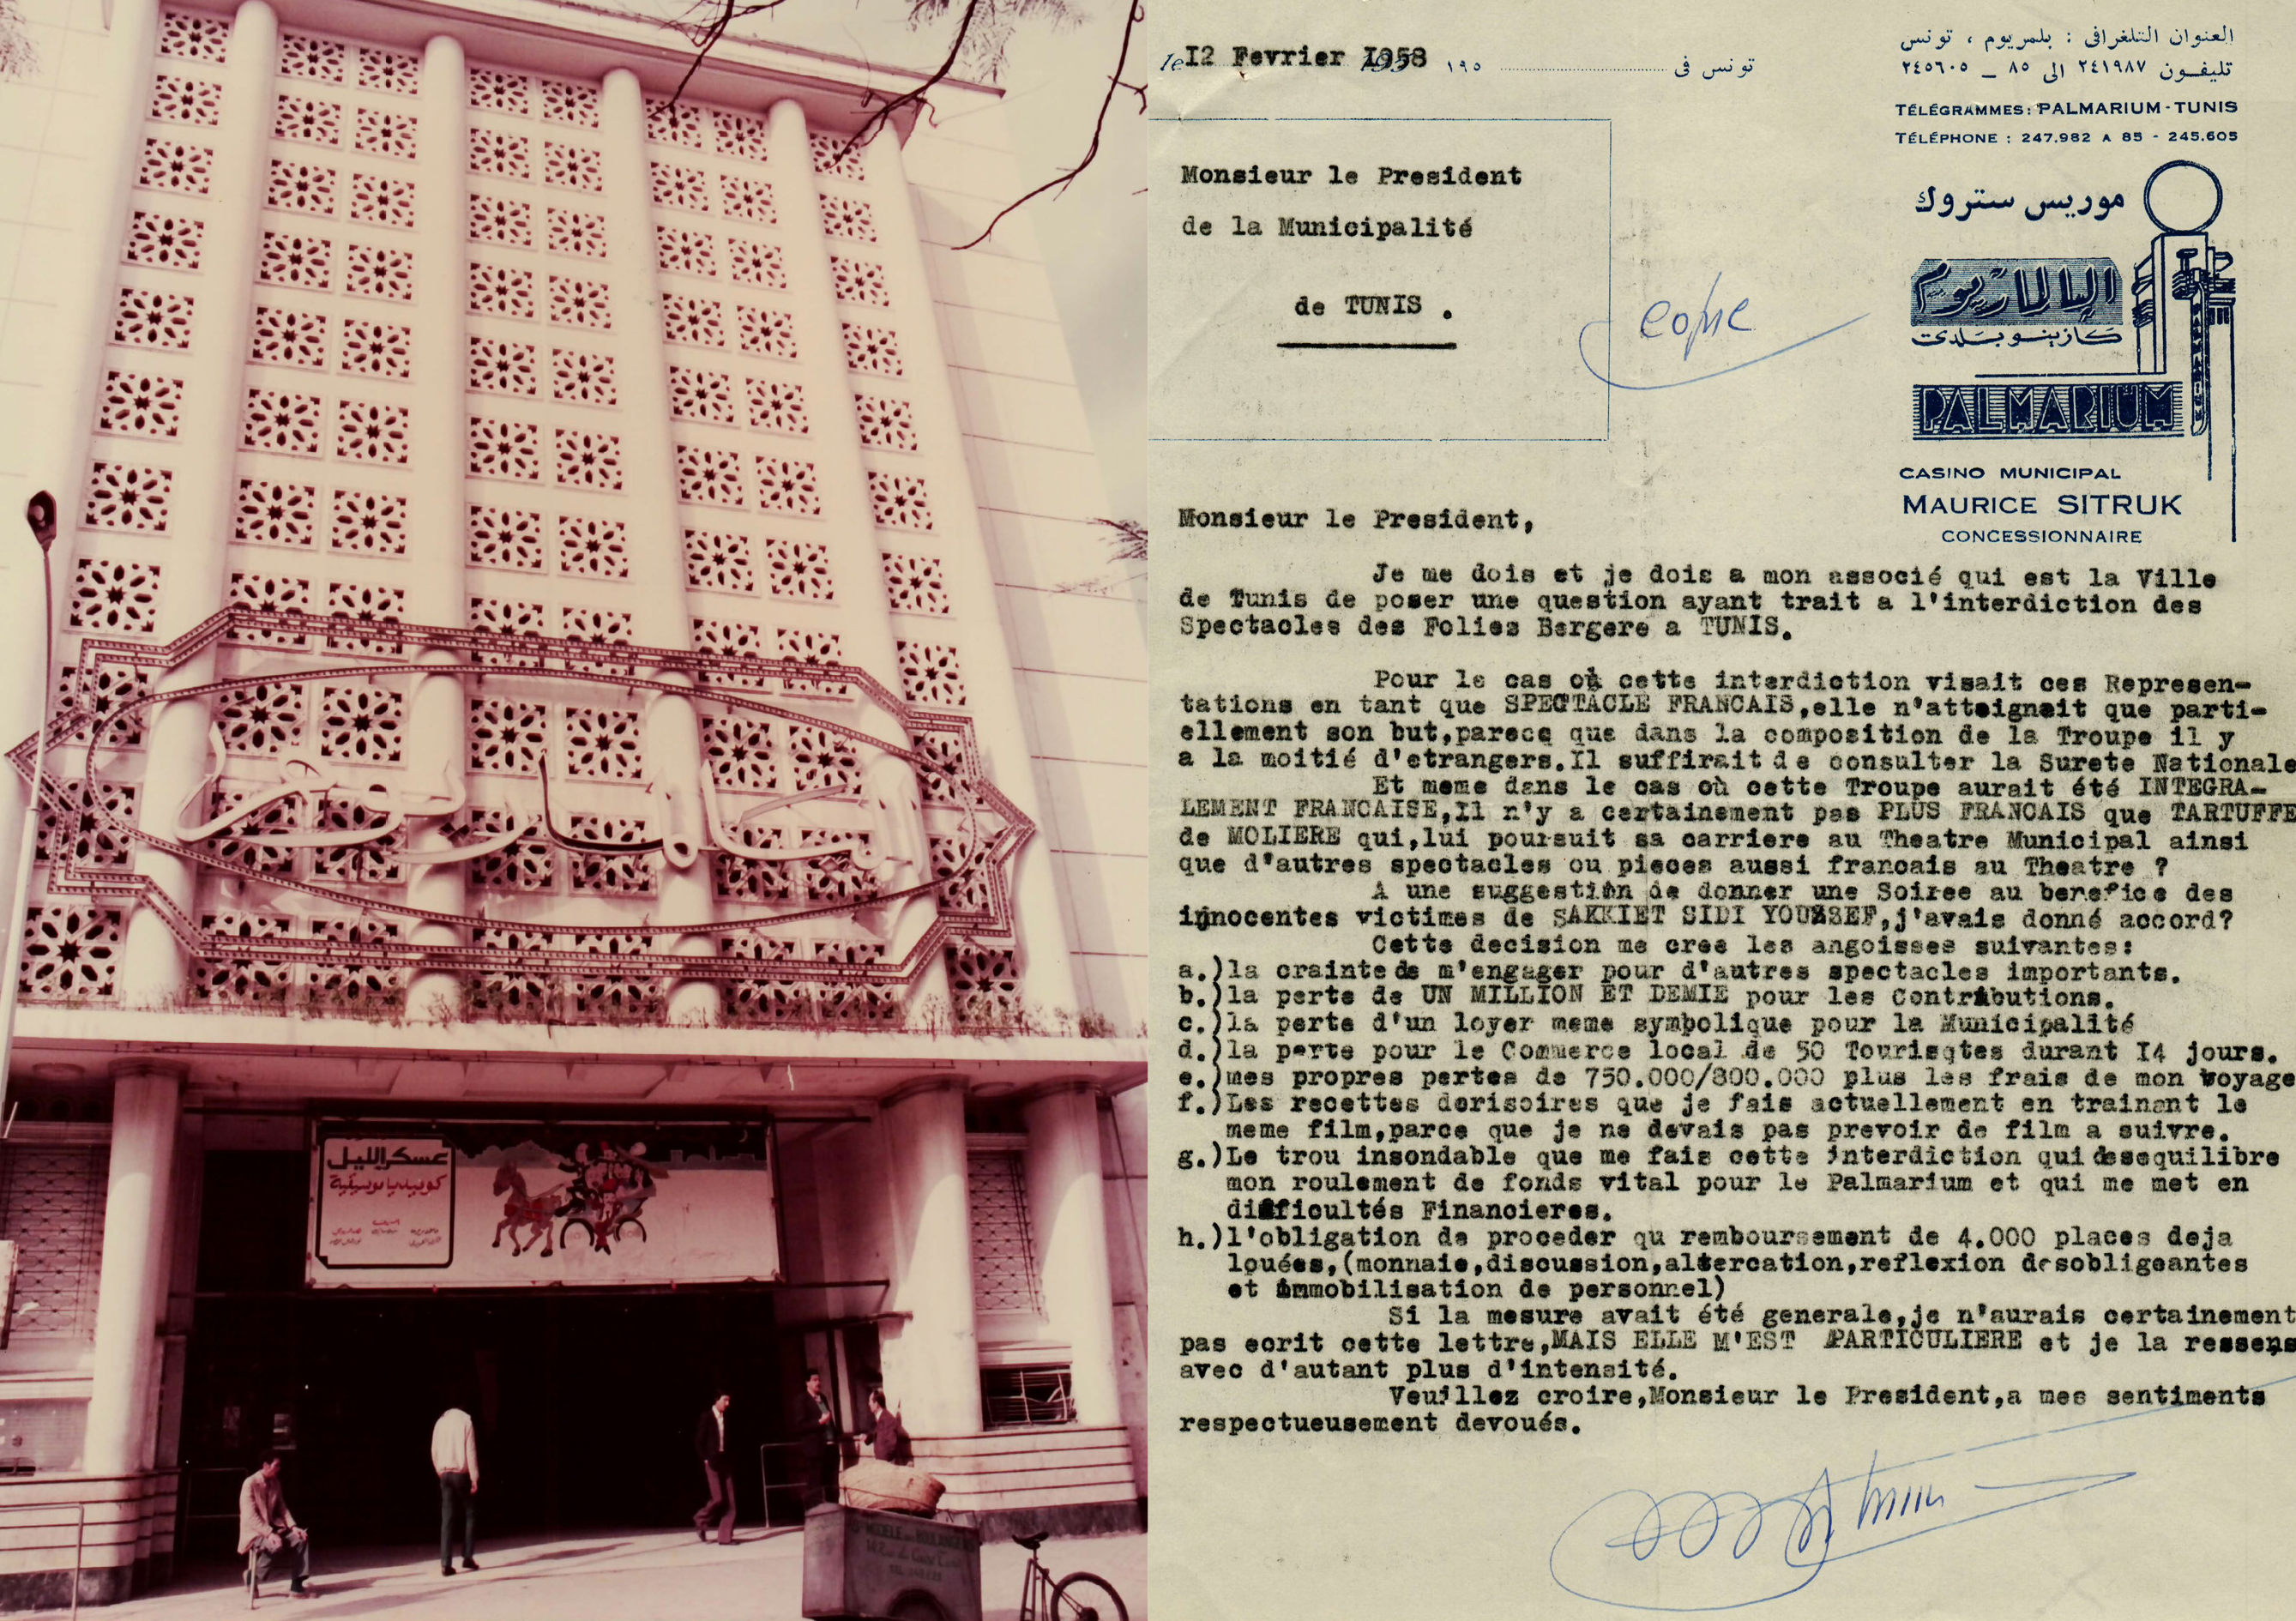 عسكر الليل
كوميديا موسيقية
MODELE
العنوان التلغرافى : بلمريوم ، تونس
تليفون ٢٤١٩٨٧ الى ٨٥ — ٢٤٥٦٠٥
le I2 Fevrier 1958 ١٩٥ تونس فى
TÉLÉGRAMMES: PALMARIUM-TUNIS
TÉLÉPHONE : 247.982 A 85 - 245.605
موريس ستروك
البالماريوم
كازينو بلدى
PALMARIUM
CASINO MUNICIPAL
MAURICE SITRUK
CONCESSIONNAIRE
Monsieur le President
de la Municipalité
de TUNIS .
copie
Monsieur le President,
Je me dois et je dois a mon associé qui est la Ville
de Tunis de poser une question ayant trait a l'interdiction des
Spectacles des Folies Bergere a TUNIS.
Pour le cas où cette interdiction visait ces Represen-
tations en tant que SPECTACLE FRANCAIS,elle n'atteignait que parti-
ellement son but,parece que dans la composition de la Troupe il y
a la moitié d'etrangers.Il suffirait de consulter la Surete Nationale
Et meme dans le cas où cette Troupe aurait été INTEGRA-
LEMENT FRANCAISE,Il n'y a certainement pas PLUS FRANCAIS que TARTUFFE
de MOLIERE qui,lui poursuit sa carriere au Theatre Municipal ainsi
que d'autres spectacles ou pieces aussi francais au Theatre ?
A une suggestion de donner une Soiree au benefice des
innocentes victimes de SAKKIET SIDI YOUSSEF,j'avais donné accord?
Cette decision me cree les angoisses suivantes:
a.)la crainte de m'engager pour d'autres spectacles importants.
b.)la perte de UN MILLION ET DEMIE pour les Contributions.
c.)la perte d'un loyer meme symbolique pour la Municipalité
d.)la perte pour le Commerce local de 50 Tourisqtes durant I4 jours.
e.)mes propres pertes de 750.000/800.000 plus les frais de mon voyage
f.)Les recettes derisoires que je fais actuellement en trainant le
meme film,parce que je ne devais pas prevoir de film a suivre.
g.)Le trou insondable que me fais cette interdiction qui desequilibre
mon roulement de fonds vital pour le Palmarium et qui me met en
difficultés Financieres.
h.)l'obligation de proceder qu remboursement de 4.000 places deja
louées,(monnaie,discussion,altercation,reflexion desobligeantes
et immobilisation de personnel)
Si la mesure avait été generale,je n'aurais certainement
pas ecrit cette lettre,MAIS ELLE M'EST PARTICULIERE et je la ressens
avec d'autant plus d'intensité.
Veuillez croire,Monsieur le President,a mes sentiments
respectueusement devoués.